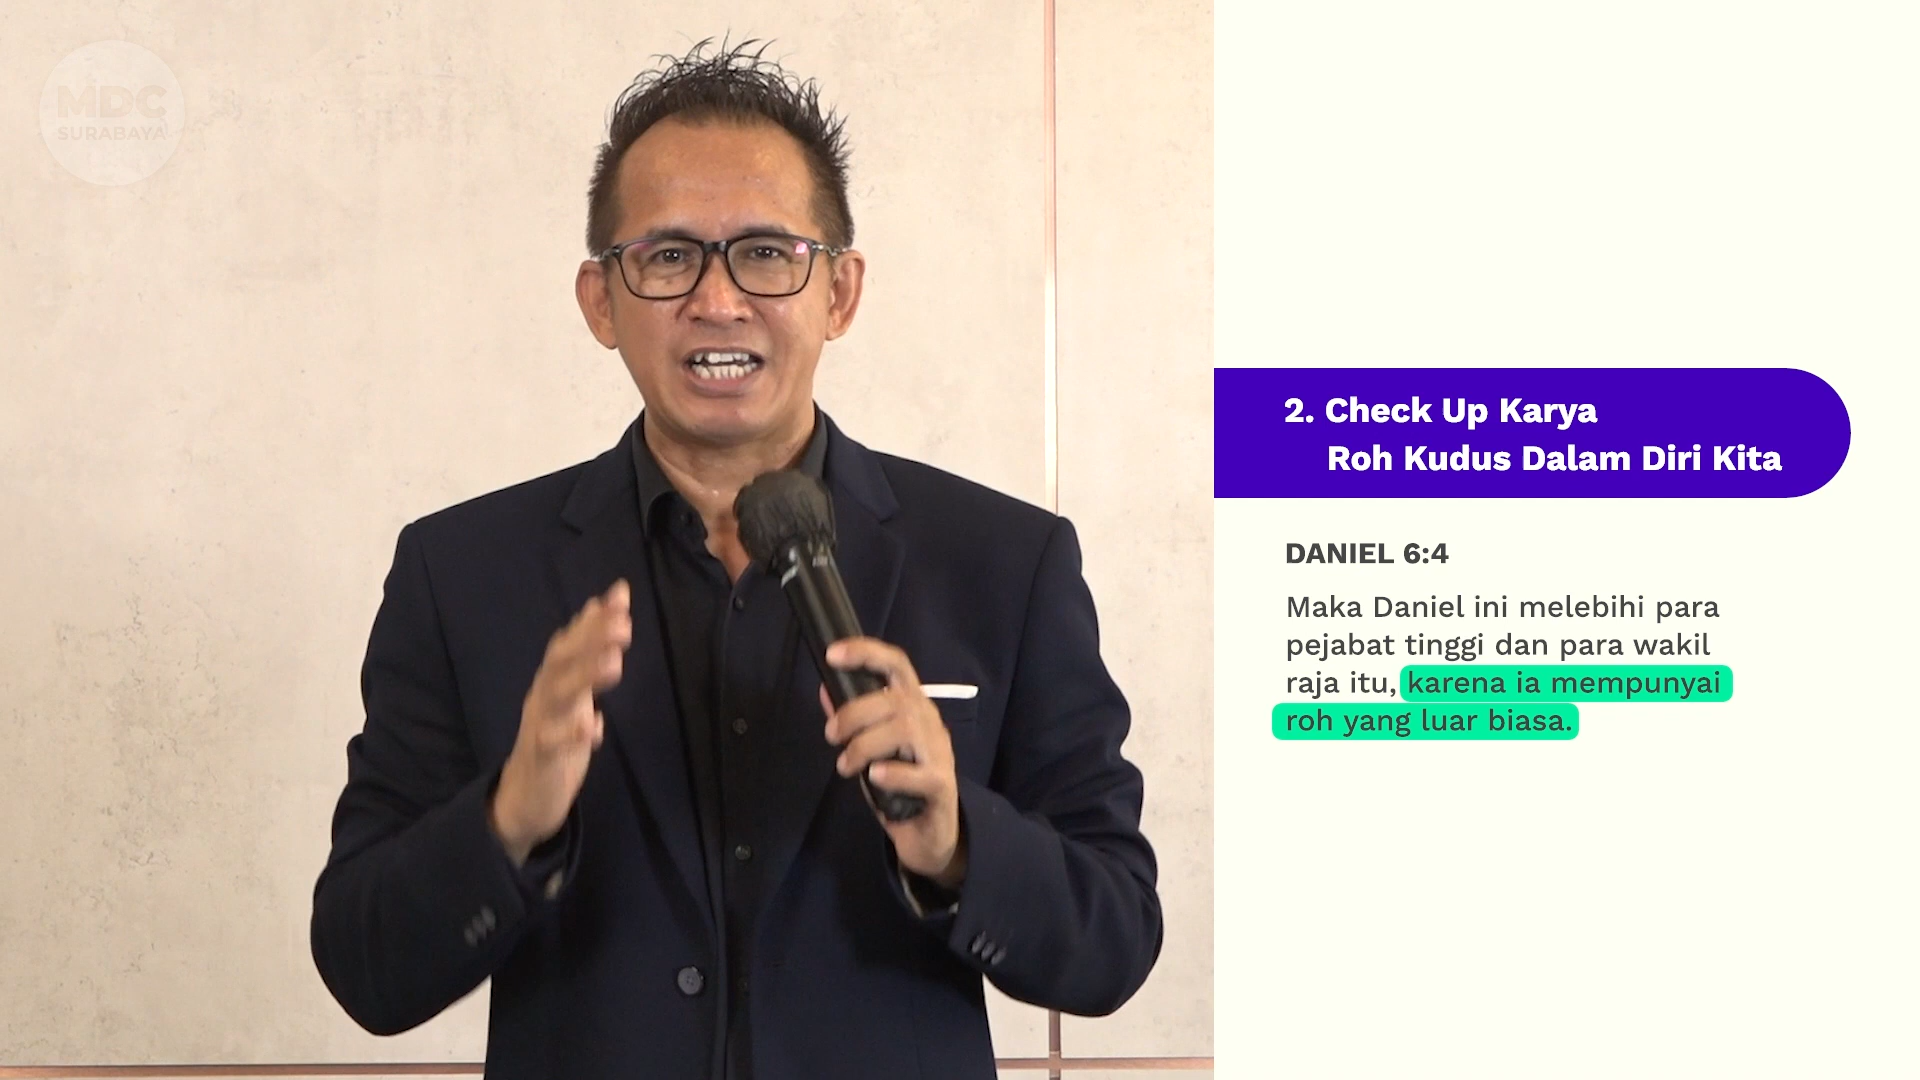 MDC
SURABAYA
2. Check Up Karya
Roh Kudus Dalam Diri Kita
DANIEL 6:4
Maka Daniel ini melebihi para
pejabat tinggi dan para wakil
raja itu, karena ia mempunyai
roh yang luar biasa.